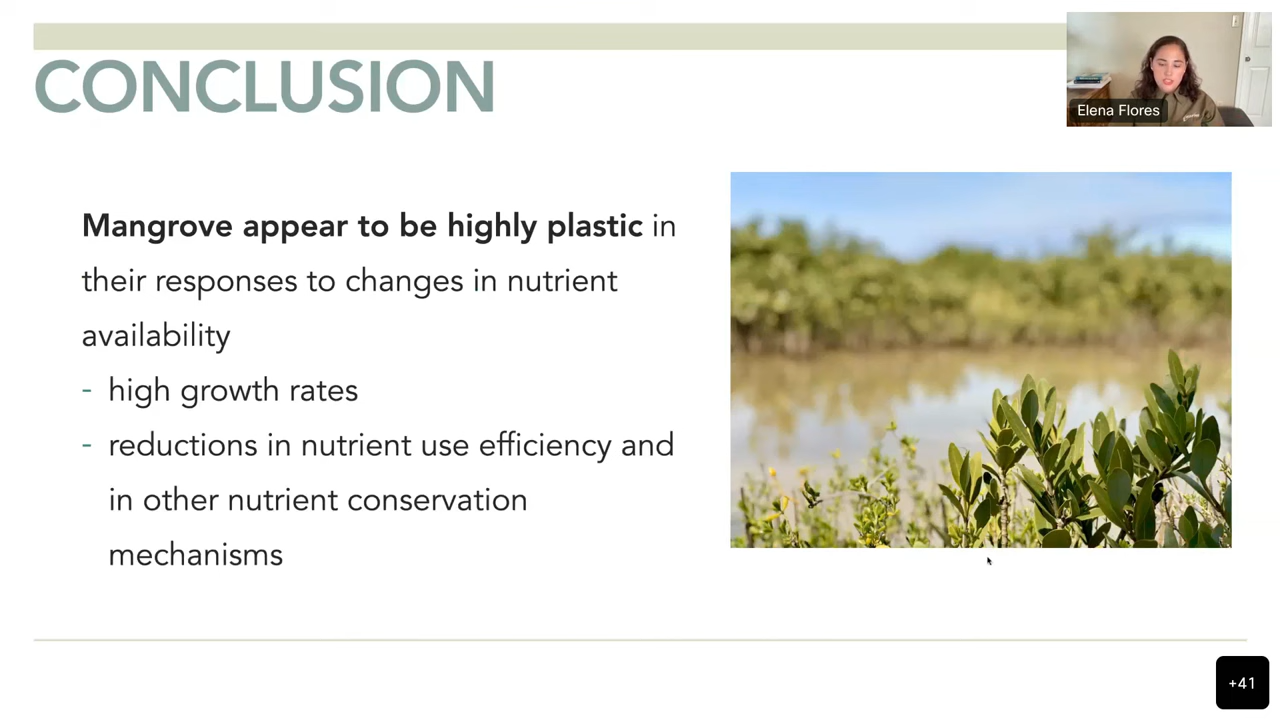 CONCLUSION
Elena Flores
Mangrove appear to be highly plastic in
their responses to changes in nutrient
availability
- high growth rates
- reductions in nutrient use efficiency and
in other nutrient conservation
mechanisms
+41